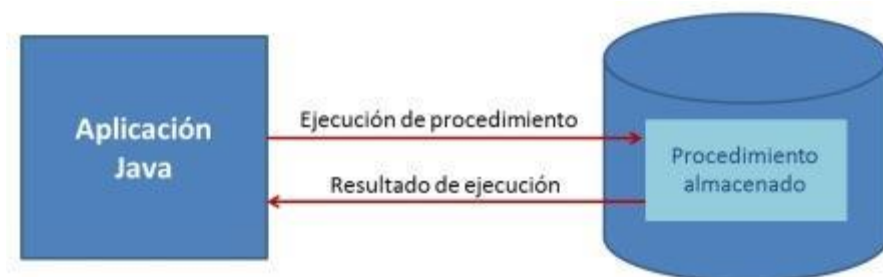 Aplicación
Java
Ejecución de procedimiento
Resultado de ejecución
Procedimiento
almacenado